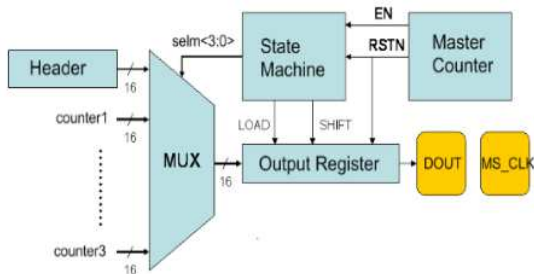 EN
selm<3:0>
State
Machine
RSTN
Master
Counter
Header
16
counter1
16
LOAD
SHIFT
MUX
16
Output Register
DOUT
MS_CLK
counter3
16